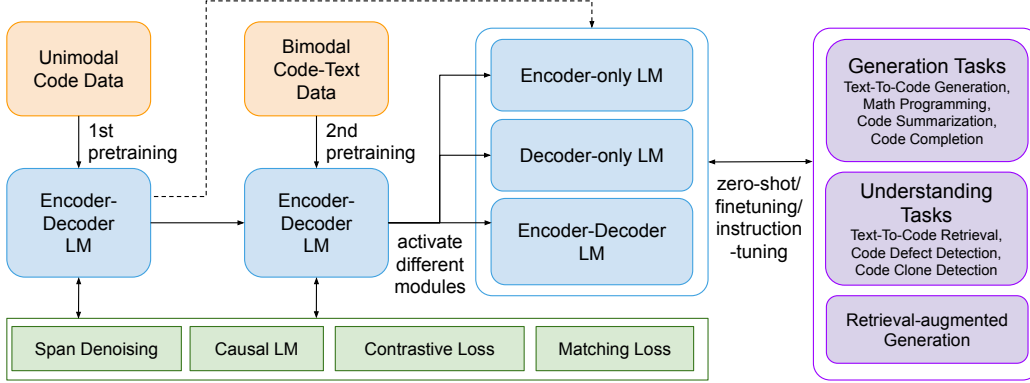 Unimodal
Code Data
Bimodal
Code-Text
Data
1st
pretraining
2nd
pretraining
Encoder-
Decoder
LM
Encoder-
Decoder
LM
activate
different
modules
Encoder-only LM
Decoder-only LM
Encoder-Decoder
LM
zero-shot/
finetuning/
instruction
-tuning
Generation Tasks
Text-To-Code Generation,
Math Programming,
Code Summarization,
Code Completion
Understanding
Tasks
Text-To-Code Retrieval,
Code Defect Detection,
Code Clone Detection
Retrieval-augmented
Generation
Span Denoising
Causal LM
Contrastive Loss
Matching Loss